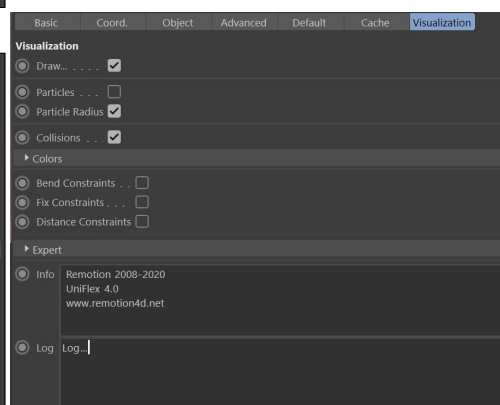 Basic Coord. Object Advanced Default Cache Visualization
Visualization
Draw... . . . .
Particles . . .
Particle Radius
Collisions . . .
Colors
Bend Constraints . .
Fix Constraints . . .
Distance Constraints
Expert
Info Remotion 2008-2020
UniFlex 4.0
www.remotion4d.net
Log Log...